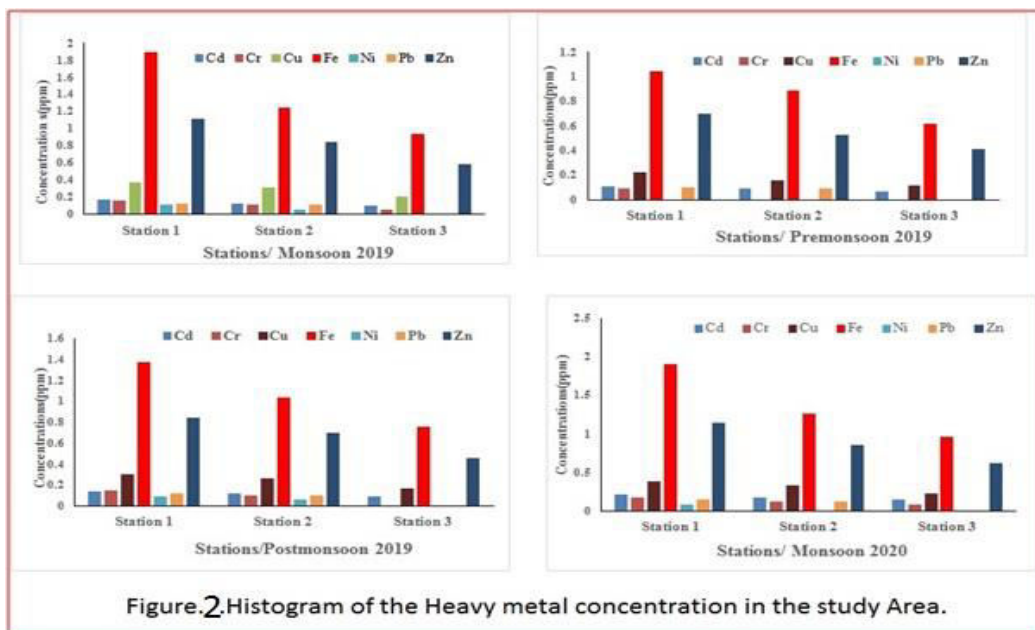 2
1.8
1.6
1.4
1.2
1
0.8
0.6
0.4
0.2
0
Concentration s(ppm)
Cd Cr Cu Fe Ni Pb Zn
Station 1 Station 2 Station 3
Stations/ Monsoon 2019
1.2
1
0.8
0.6
0.4
0.2
0
Concentrations(ppm)
Cd Cr Cu Fe Ni Pb Zn
Station 1 Station 2 Station 3
Stations/ Premonsoon 2019
1.6
1.4
1.2
1
0.8
0.6
0.4
0.2
0
Concentrations(ppm)
Cd Cr Cu Fe Ni Pb Zn
Station 1 Station 2 Station 3
Stations/Postmonsoon 2019
2.5
2
1.5
1
0.5
0
Concentrations(ppm)
Cd Cr Cu Fe Ni Pb Zn
Station 1 Station 2 Station 3
Stations/ Monsoon 2020
Figure.2.Histogram of the Heavy metal concentration in the study Area.